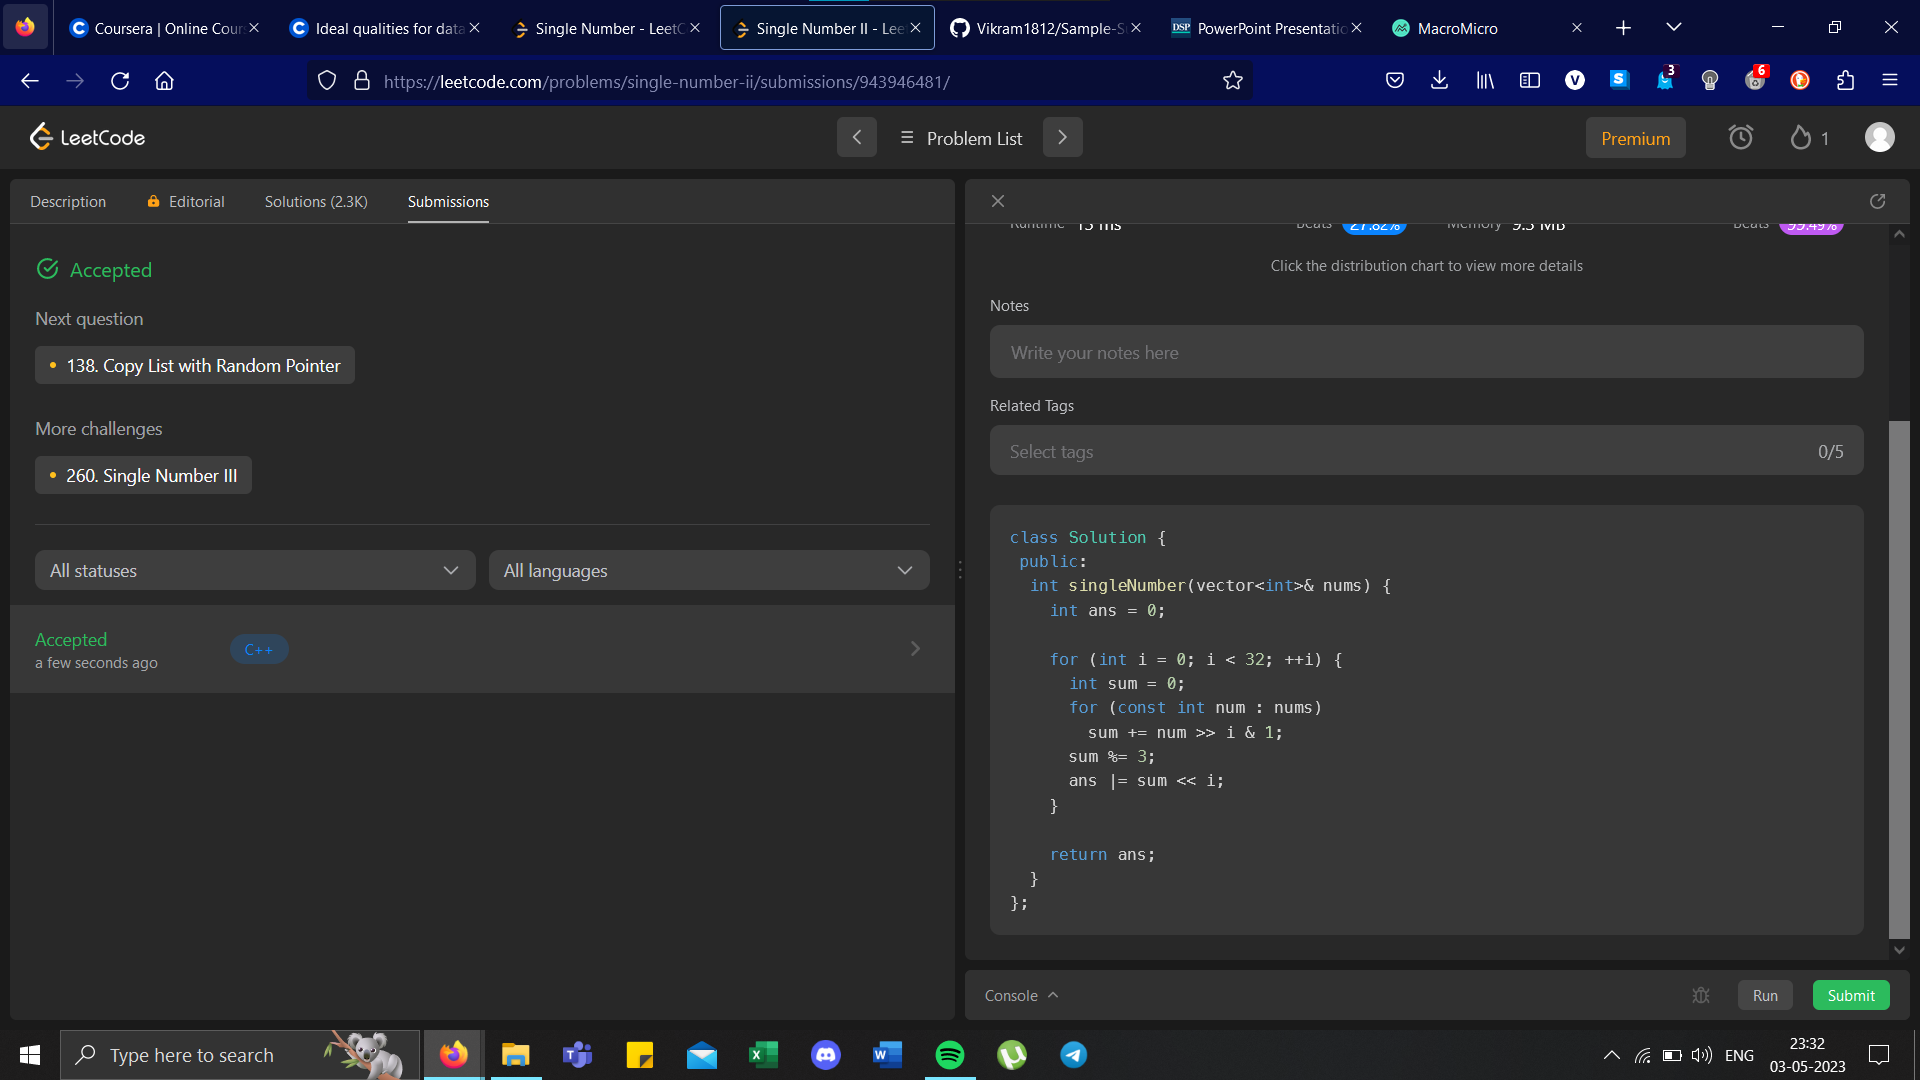 Coursera | Online Cour
Ideal qualities for data
Single Number - LeetC
Single Number II - Lee
Vikram1812/Sample-S
DSP PowerPoint Presentatio
MacroMicro
https://leetcode.com/problems/single-number-ii/submissions/943946481/
V
S
3
6
LeetCode
Problem List
Premium
1
Description
Editorial
Solutions (2.3K)
Submissions
Accepted
Next question
138. Copy List with Random Pointer
More challenges
260. Single Number III
All statuses
All languages
Accepted
a few seconds ago
C++
Runtime 15 ms Beats 27.82% Memory 9.5 MB Beats 99.49%
Click the distribution chart to view more details
Notes
Write your notes here
Related Tags
Select tags
0/5
class Solution {
public:
int singleNumber(vector<int>& nums) {
int ans = 0;
for (int i = 0; i < 32; ++i) {
int sum = 0;
for (const int num : nums)
sum += num >> i & 1;
sum %= 3;
ans |= sum << i;
}
return ans;
}
};
Console
Run
Submit
Type here to search
ENG
23:32
03-05-2023